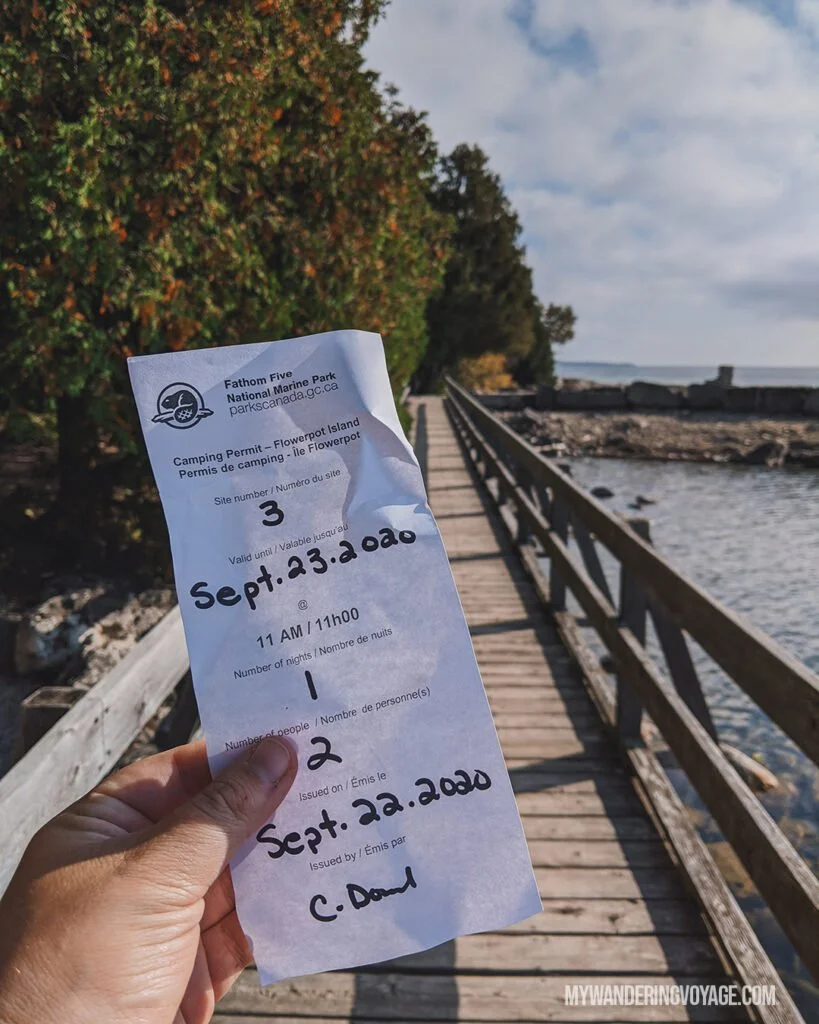 Fathom Five
National Marine Park
parkscanada.gc.ca
Camping Permit – Flowerpot Island
Permis de camping - Île Flowerpot
Site number / Numéro du site
3
Valid until / Valable jusqu'au
Sept. 23. 2020
@
11 AM / 11h00
Number of nights / Nombre de nuits
1
Number of people / Nombre de personne(s)
2
Issued on / Émis le
Sept. 22. 2020
Issued by / Émis par
C.
MYWANDERINGVOYAGE.COM